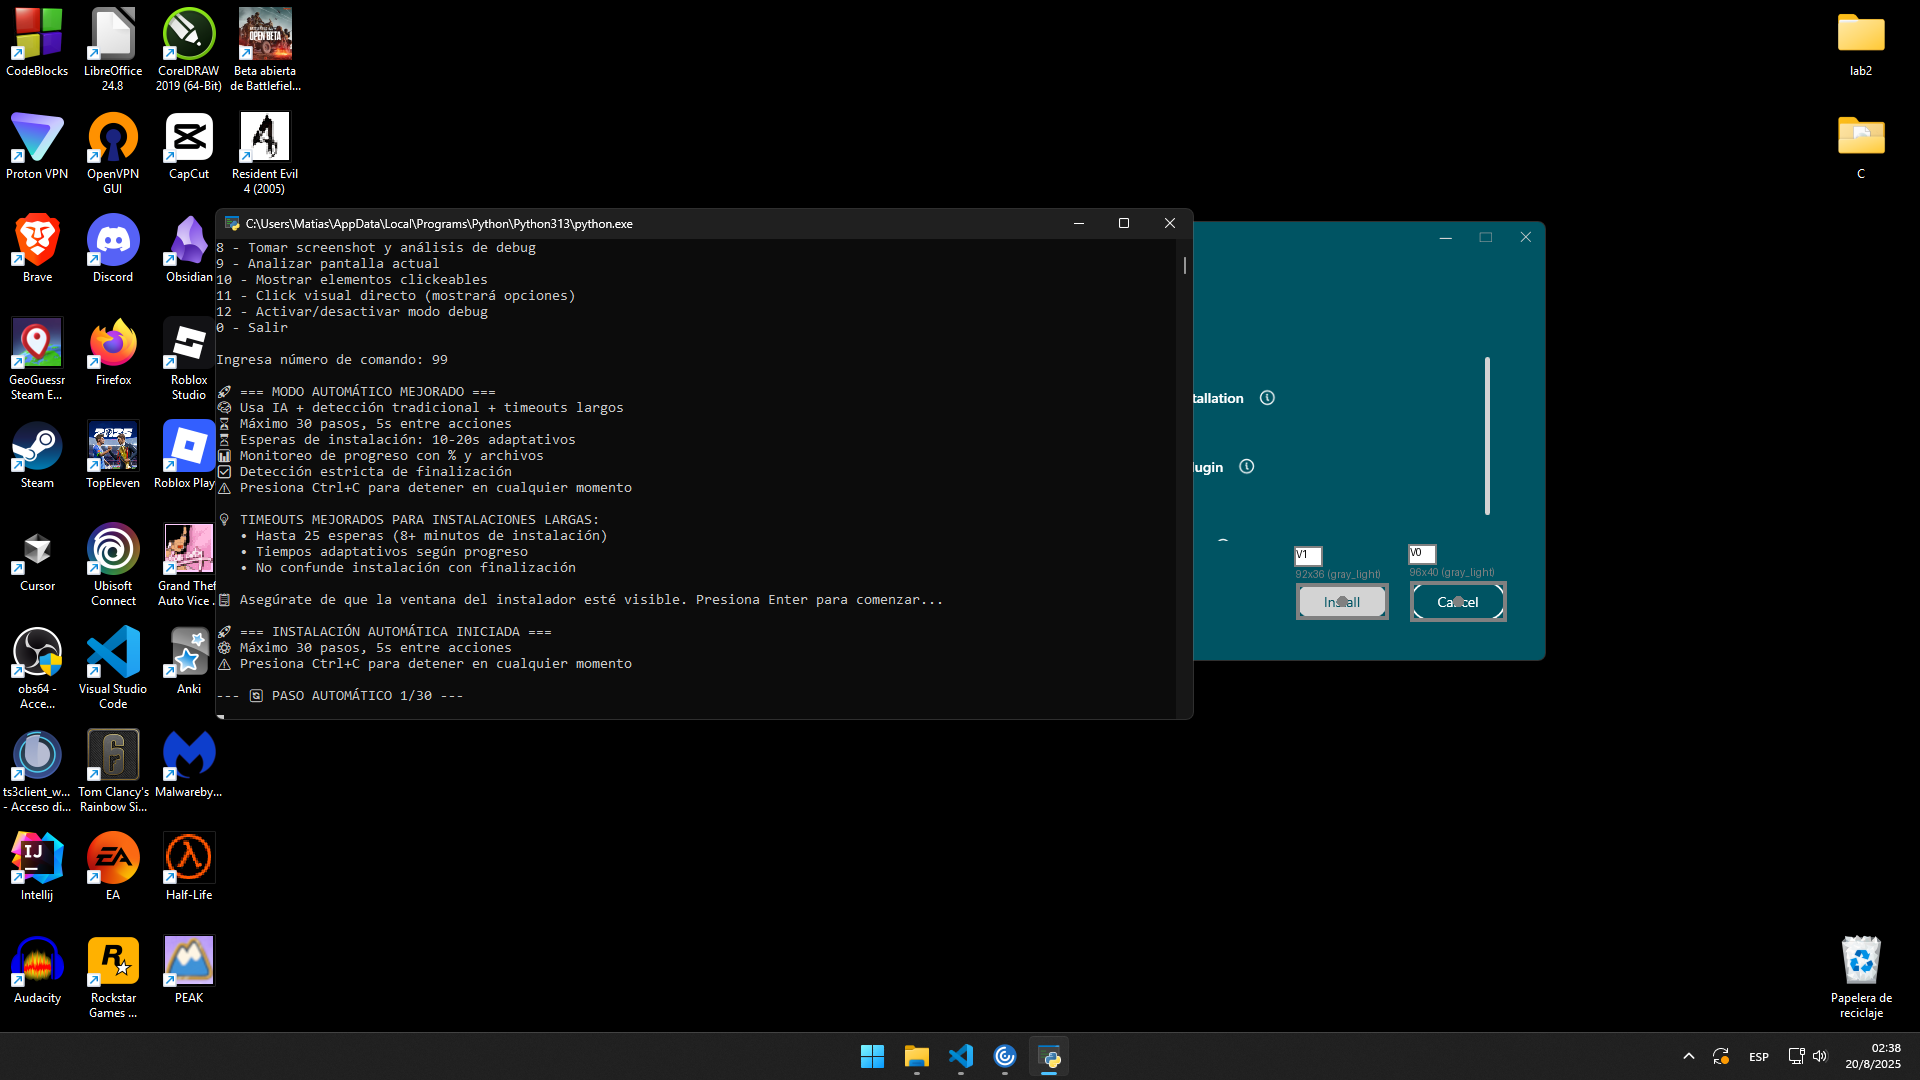 CodeBlocks
LibreOffice
24.8
CorelDRAW
2019 (64-Bit)
OPEN BETA
Beta abierta
de Battlefiel...
Proton VPN
OpenVPN
GUI
CapCut
Resident Evil
4 (2005)
Brave
Discord
Obsidian
GeoGuessr
Steam E...
Firefox
Roblox
Studio
Steam
2025
TopEleven
Roblox Play
Cursor
Ubisoft
Connect
Grand Thef
Auto Vice .
obs64 -
Acce...
Visual Studio
Code
Anki
ts3client_w...
- Acceso di...
6
Tom Clancy's
Rainbow Si...
Malwareby...
IJ
Intellij
EA
EA
Half-Life
Audacity
R
Rockstar
Games ...
PEAK
C:\Users\Matias\AppData\Local\Programs\Python\Python313\python.exe
8 - Tomar screenshot y análisis de debug
9 - Analizar pantalla actual
10 - Mostrar elementos clickeables
11 - Click visual directo (mostrará opciones)
12 - Activar/desactivar modo debug
0 - Salir
Ingresa número de comando: 99
🚀 === MODO AUTOMÁTICO MEJORADO ===
🧠 Usa IA + detección tradicional + timeouts largos
⏳ Máximo 30 pasos, 5s entre acciones
⏳ Esperas de instalación: 10-20s adaptativos
📊 Monitoreo de progreso con % y archivos
☑ Detección estricta de finalización
⚠ Presiona Ctrl+C para detener en cualquier momento
💡 TIMEOUTS MEJORADOS PARA INSTALACIONES LARGAS:
• Hasta 25 esperas (8+ minutos de instalación)
• Tiempos adaptativos según progreso
• No confunde instalación con finalización
📋 Asegúrate de que la ventana del instalador esté visible. Presiona Enter para comenzar...
🚀 === INSTALACIÓN AUTOMÁTICA INICIADA ===
⚙ Máximo 30 pasos, 5s entre acciones
⚠ Presiona Ctrl+C para detener en cualquier momento
--- 🔄 PASO AUTOMÁTICO 1/30 ---
tallation
lugin
V1
92x36 (gray_light)
Install
V0
96x40 (gray_light)
Cancel
lab2
C
Papelera de
reciclaje
ESP
02:38
20/8/2025